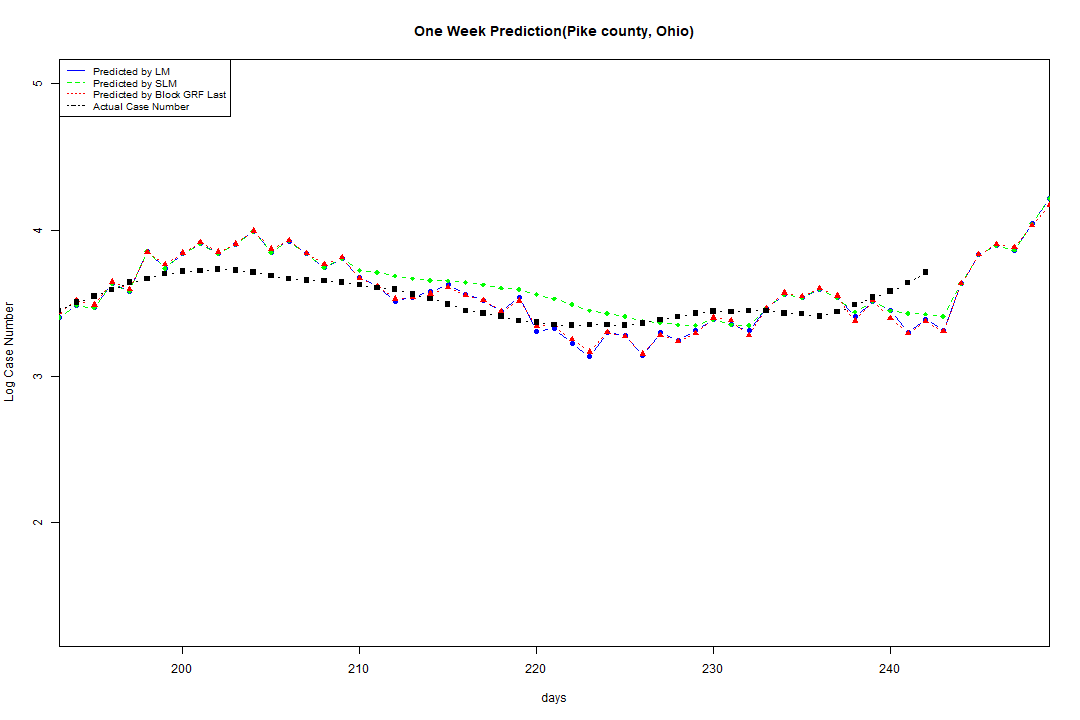 One Week Prediction(Pike county, Ohio)
Predicted by LM
Predicted by SLM
Predicted by Block GRF Last
Actual Case Number
5
4
3
2
Log Case Number
200 210 220 230 240
days